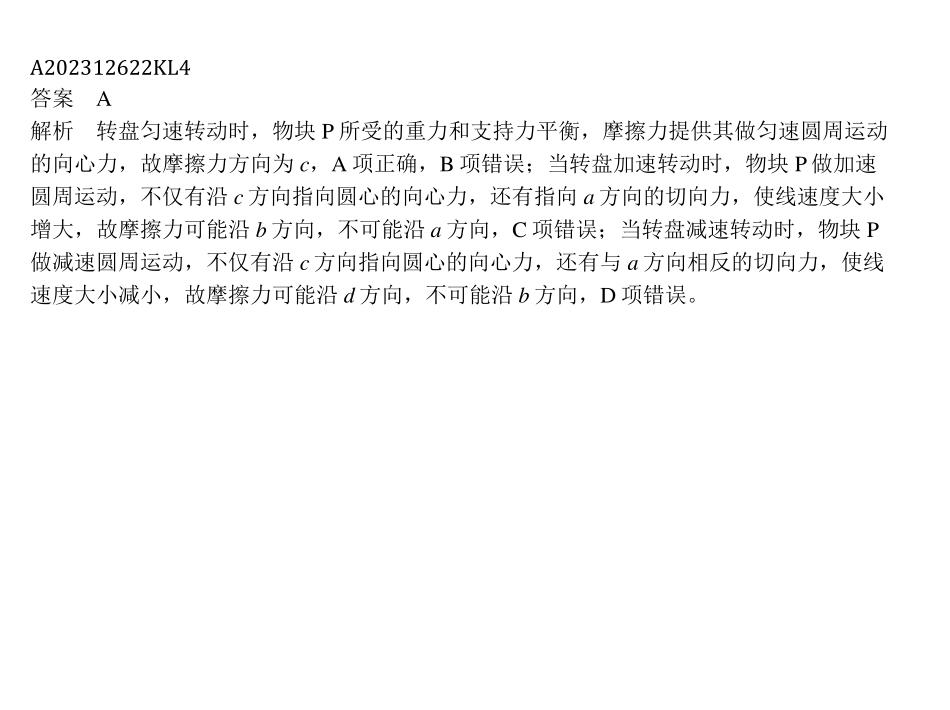 A202312622KL4
答案　A
解析　转盘匀速转动时，物块 P 所受的重力和支持力平衡，摩擦力提供其做匀速圆周运动
的向心力，故摩擦力方向为 c，A 项正确，B 项错误；当转盘加速转动时，物块 P 做加速
圆周运动，不仅有沿 c 方向指向圆心的向心力，还有指向 a 方向的切向力，使线速度大小
增大，故摩擦力可能沿 b 方向，不可能沿 a 方向，C 项错误；当转盘减速转动时，物块 P
做减速圆周运动，不仅有沿 c 方向指向圆心的向心力，还有与 a 方向相反的切向力，使线
速度大小减小，故摩擦力可能沿 d 方向，不可能沿 b 方向，D 项错误。